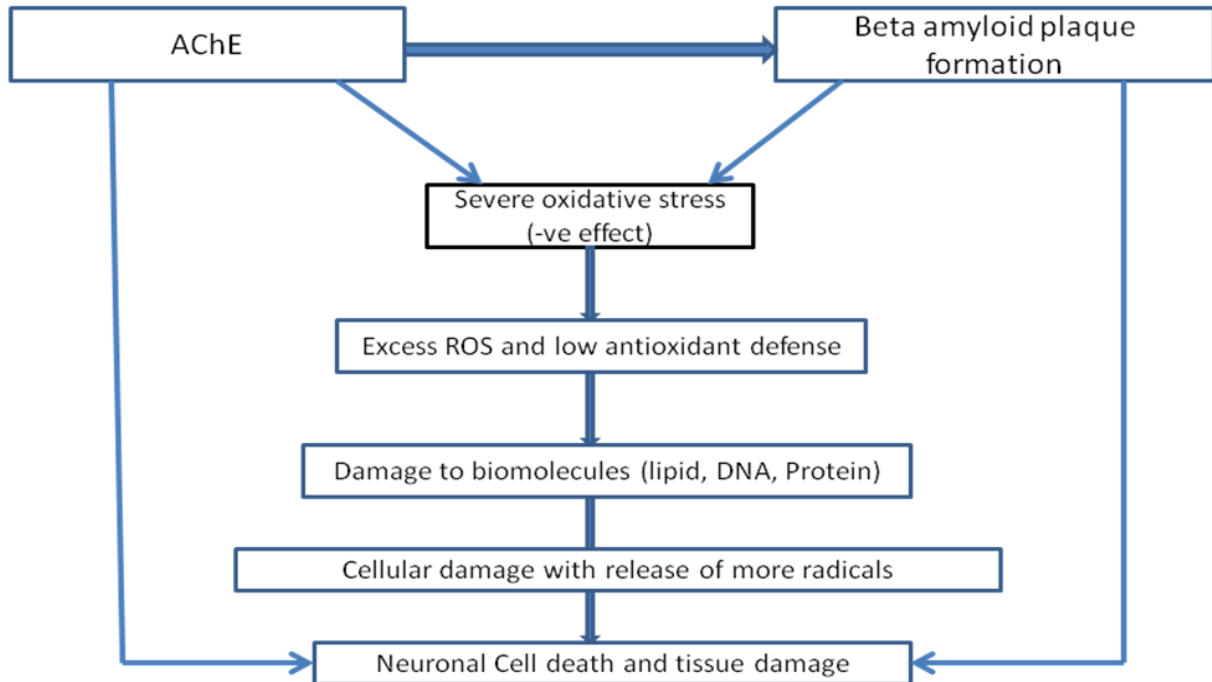 AChE
Beta amyloid plaque
formation
Severe oxidative stress
(-ve effect)
Excess ROS and low antioxidant defense
Damage to biomolecules (lipid, DNA, Protein)
Cellular damage with release of more radicals
Neuronal Cell death and tissue damage